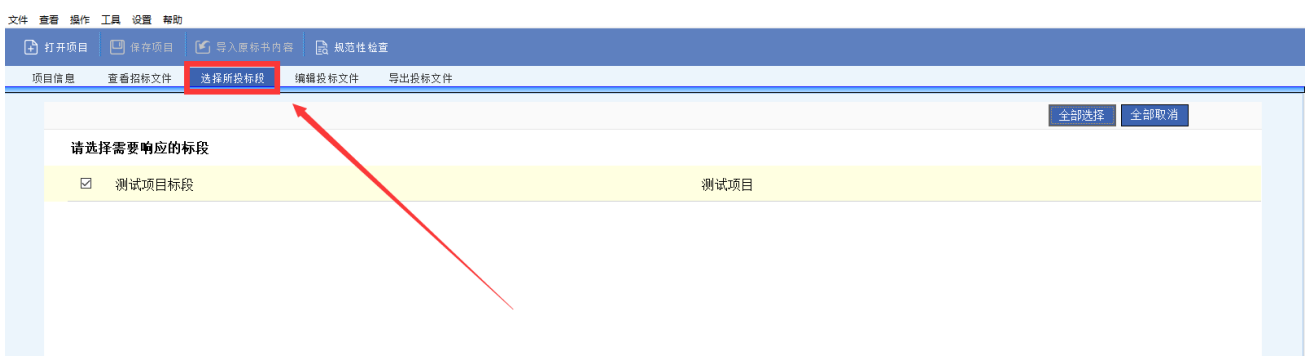 文件 查看 操作 工具 设置 帮助
打开项目 保存项目 导入原标书内容 规范性检查
项目信息 查看招标文件 选择所投标段 编辑投标文件 导出投标文件
全部选择 全部取消
请选择需要响应的标段
测试项目标段 测试项目